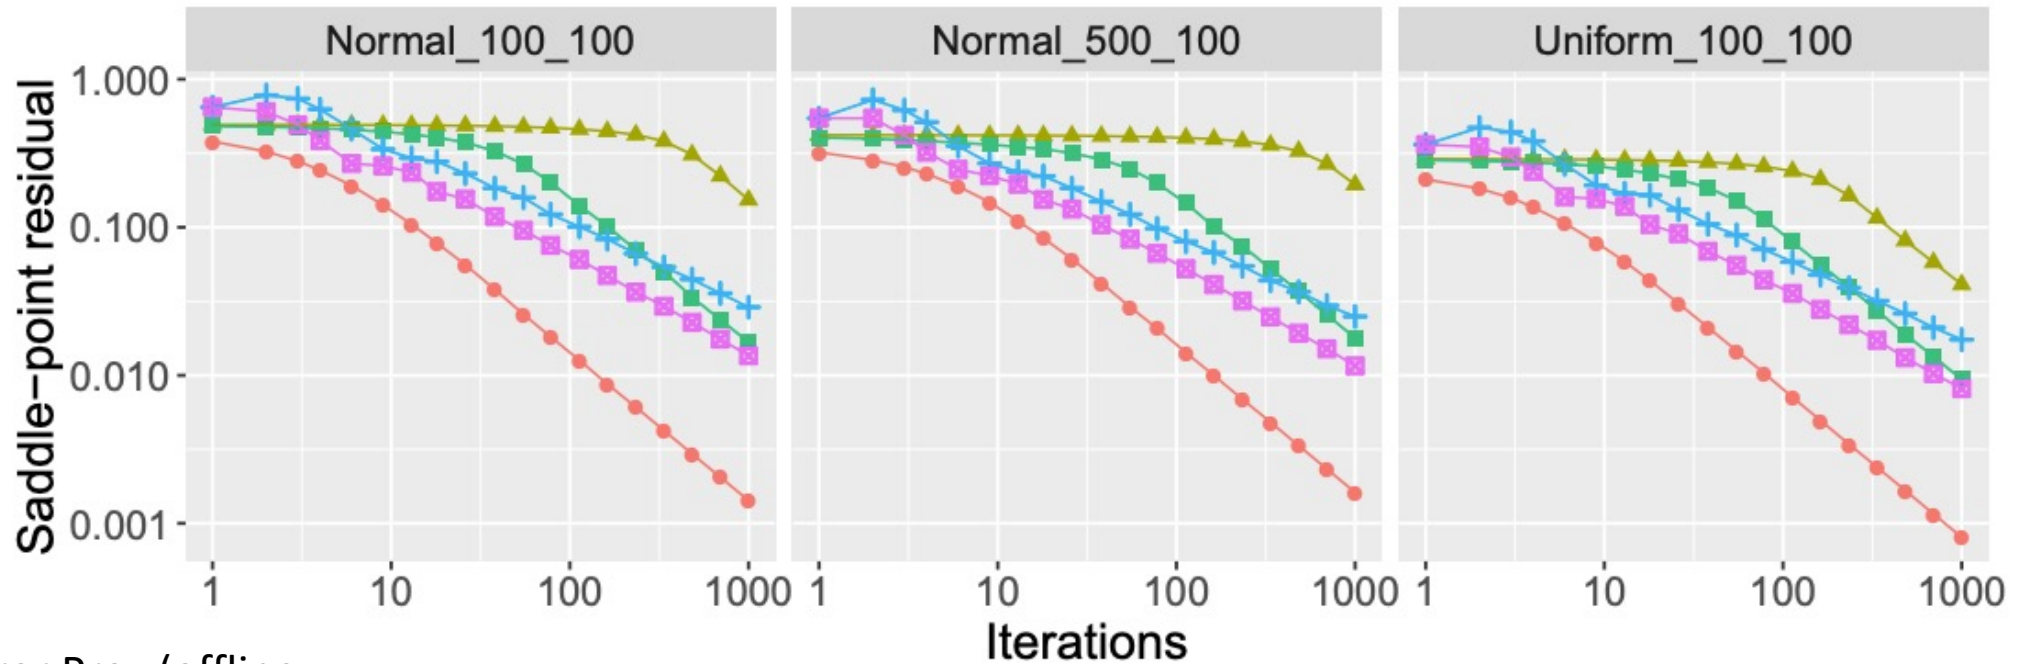 Normal_100_100 Normal_500_100 Uniform_100_100
Saddle-point residual
1.000
0.100
0.010
0.001
1 10 100 1000 1 10 100 1000 1 10 100 1000
Iterations